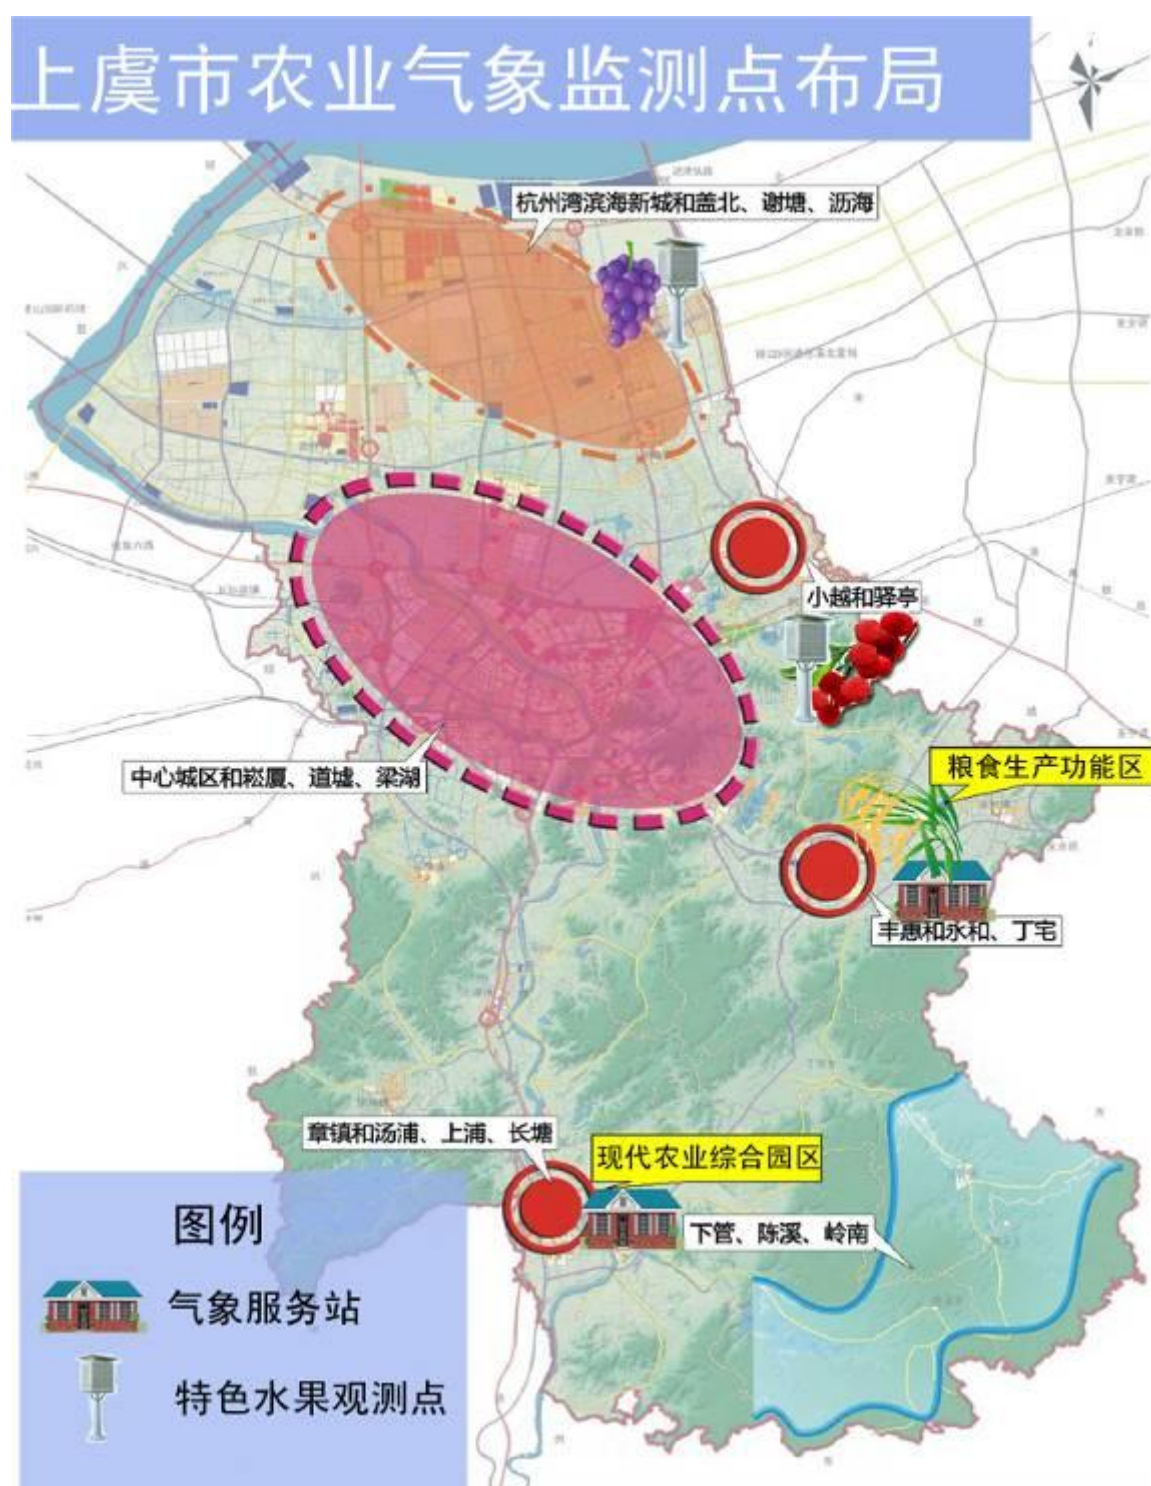 上虞市农业气象监测点布局
杭州湾滨海新城和盖北、谢塘、沥海
小越和驿亭
中心城区和崧厦、道墟、梁湖
粮食生产功能区
丰惠和永和、丁宅
章镇和汤浦、上浦、长塘
现代农业综合园区
下管、陈溪、岭南
图例
气象服务站
特色水果观测点